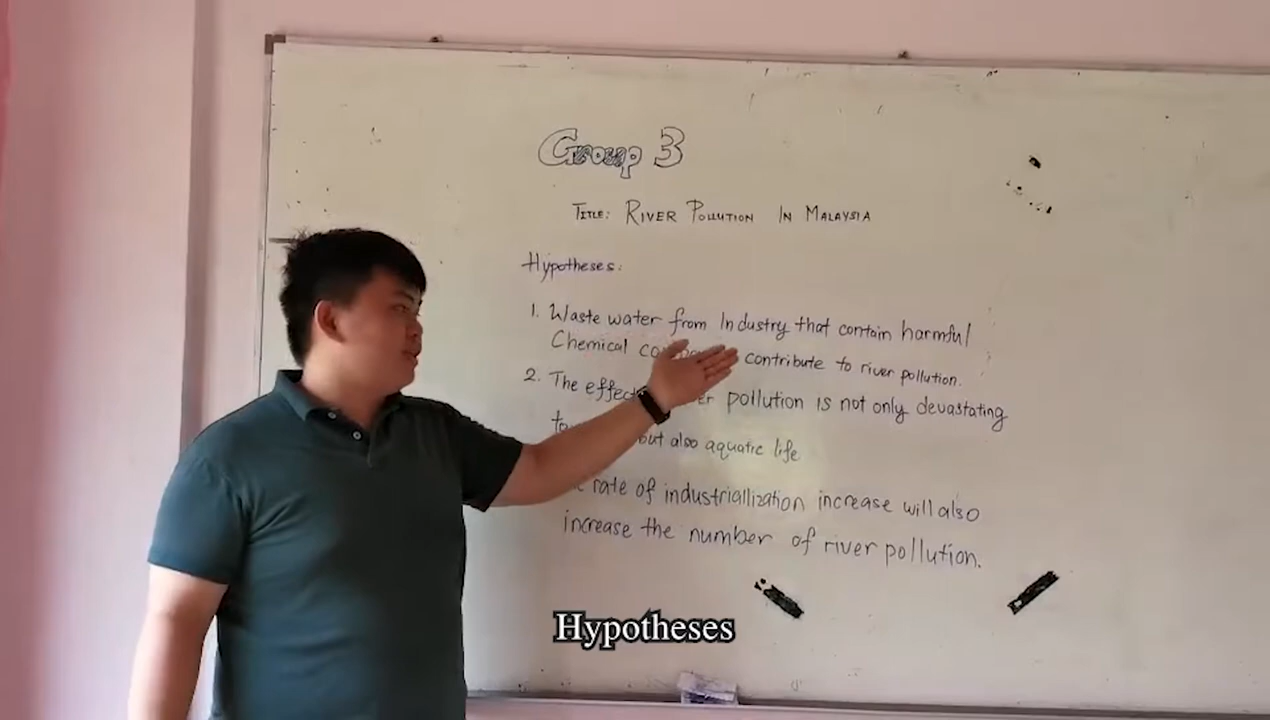 Group 3
TITLE: RIVER POLLUTION IN MALAYSIA
Hypotheses:
1. Waste water from Industry that contain harmful
Chemical contribute to river pollution.
2. The pollution is not only devastating
but also aquatic life
rate of industriallization increase will also
increase the number of river pollution.
Hypotheses